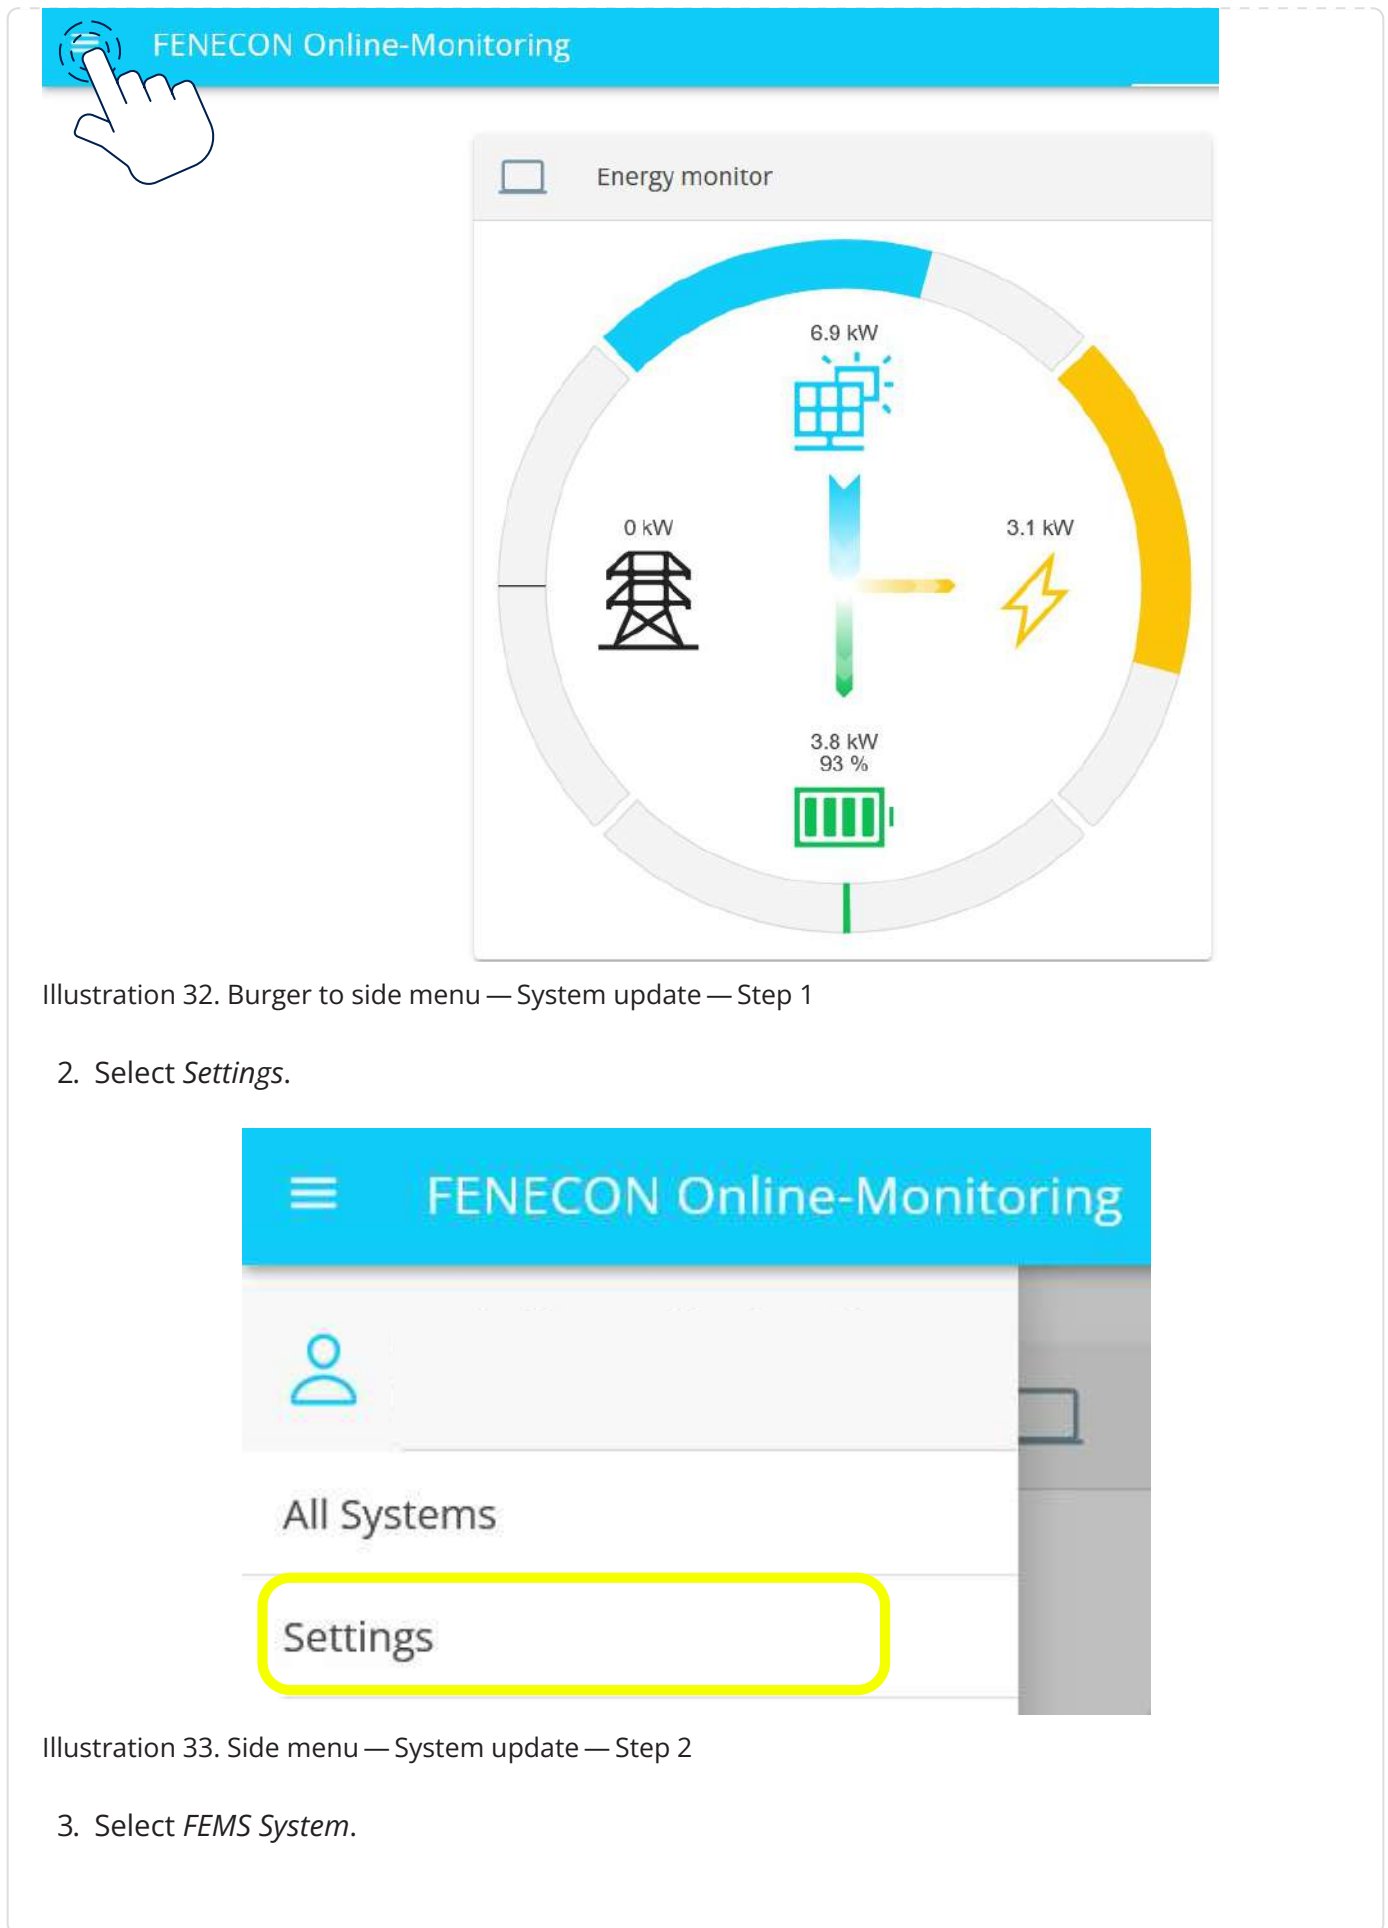 FENECON Online-Monitoring
Energy monitor
6.9 kW
0 kW
3.1 kW
3.8 kW
93 %
Illustration 32. Burger to side menu — System update — Step 1
2. Select Settings.
FENECON Online-Monitoring
All Systems
Settings
Illustration 33. Side menu — System update — Step 2
3. Select FEMS System.